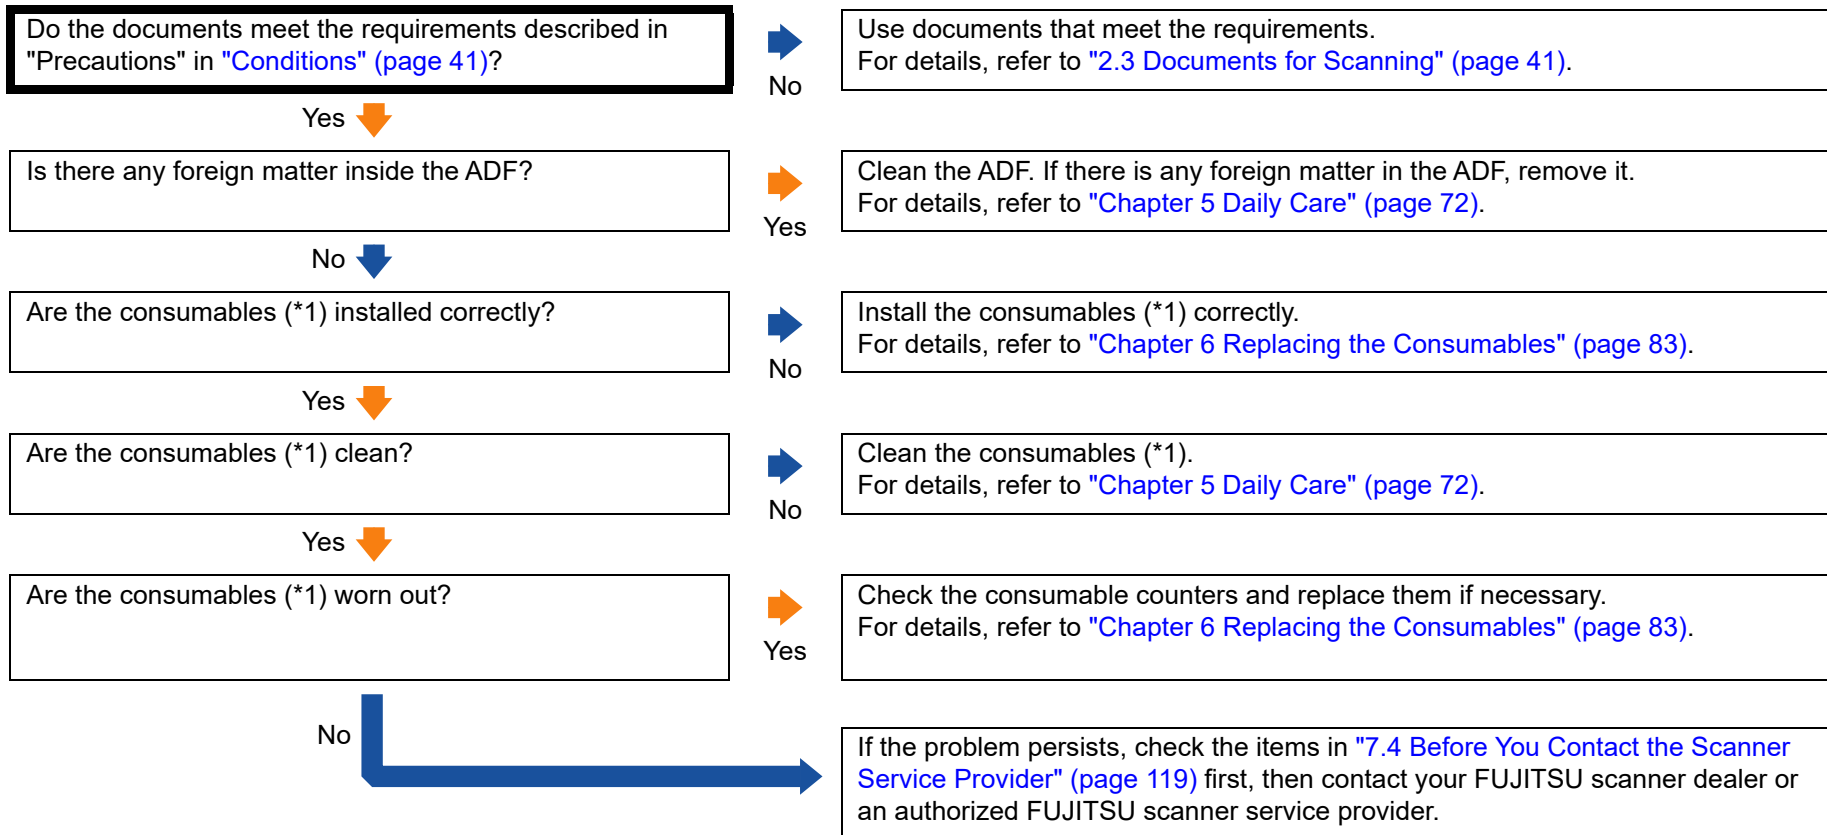 Do the documents meet the requirements described in
"Precautions" in "Conditions" (page 41)?
No
Use documents that meet the requirements.
For details, refer to "2.3 Documents for Scanning" (page 41).
Yes
Is there any foreign matter inside the ADF?
Yes
Clean the ADF. If there is any foreign matter in the ADF, remove it.
For details, refer to "Chapter 5 Daily Care" (page 72).
No
Are the consumables (*1) installed correctly?
No
Install the consumables (*1) correctly.
For details, refer to "Chapter 6 Replacing the Consumables" (page 83).
Yes
Are the consumables (*1) clean?
No
Clean the consumables (*1).
For details, refer to "Chapter 5 Daily Care" (page 72).
Yes
Are the consumables (*1) worn out?
Yes
Check the consumable counters and replace them if necessary.
For details, refer to "Chapter 6 Replacing the Consumables" (page 83).
No
If the problem persists, check the items in "7.4 Before You Contact the Scanner
Service Provider" (page 119) first, then contact your FUJITSU scanner dealer or
an authorized FUJITSU scanner service provider.